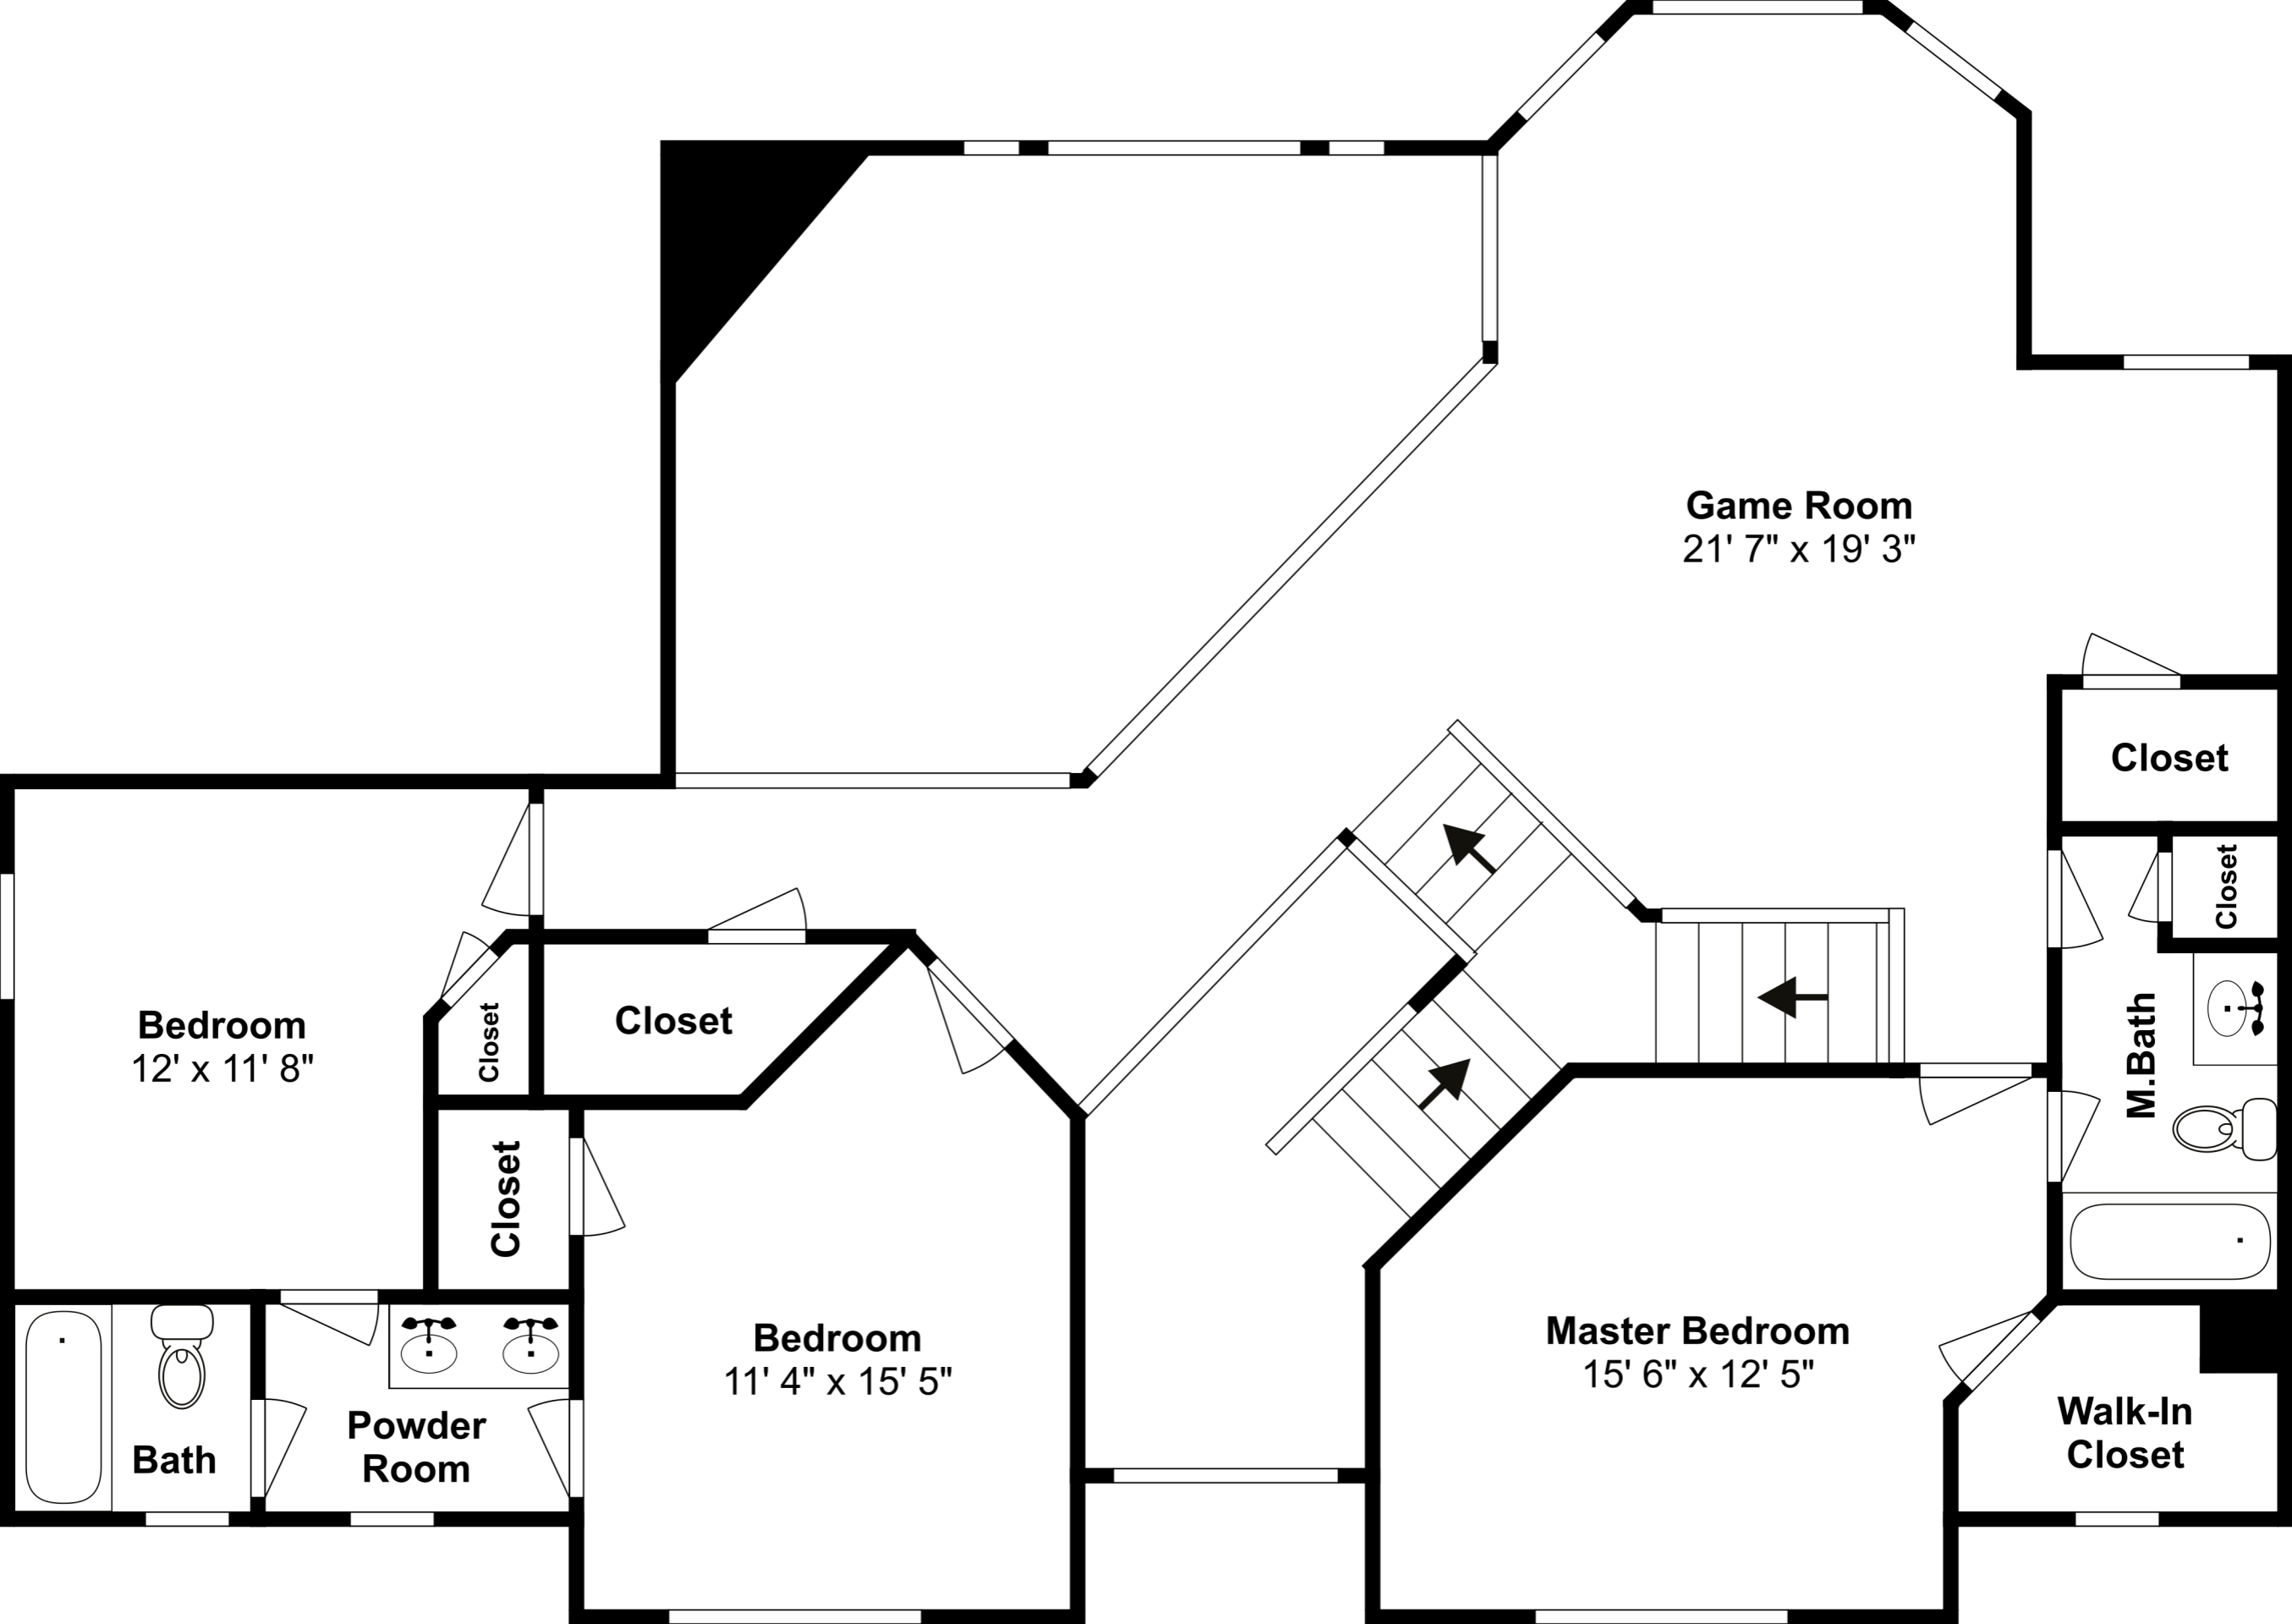 Game Room
21' 7" x 19' 3"
Closet
Closet
M.Bath
Bedroom
12' x 11' 8"
Closet
Closet
Closet
Bedroom
11' 4" x 15' 5"
Master Bedroom
15' 6" x 12' 5"
Walk-In
Closet
Powder
Room
Bath